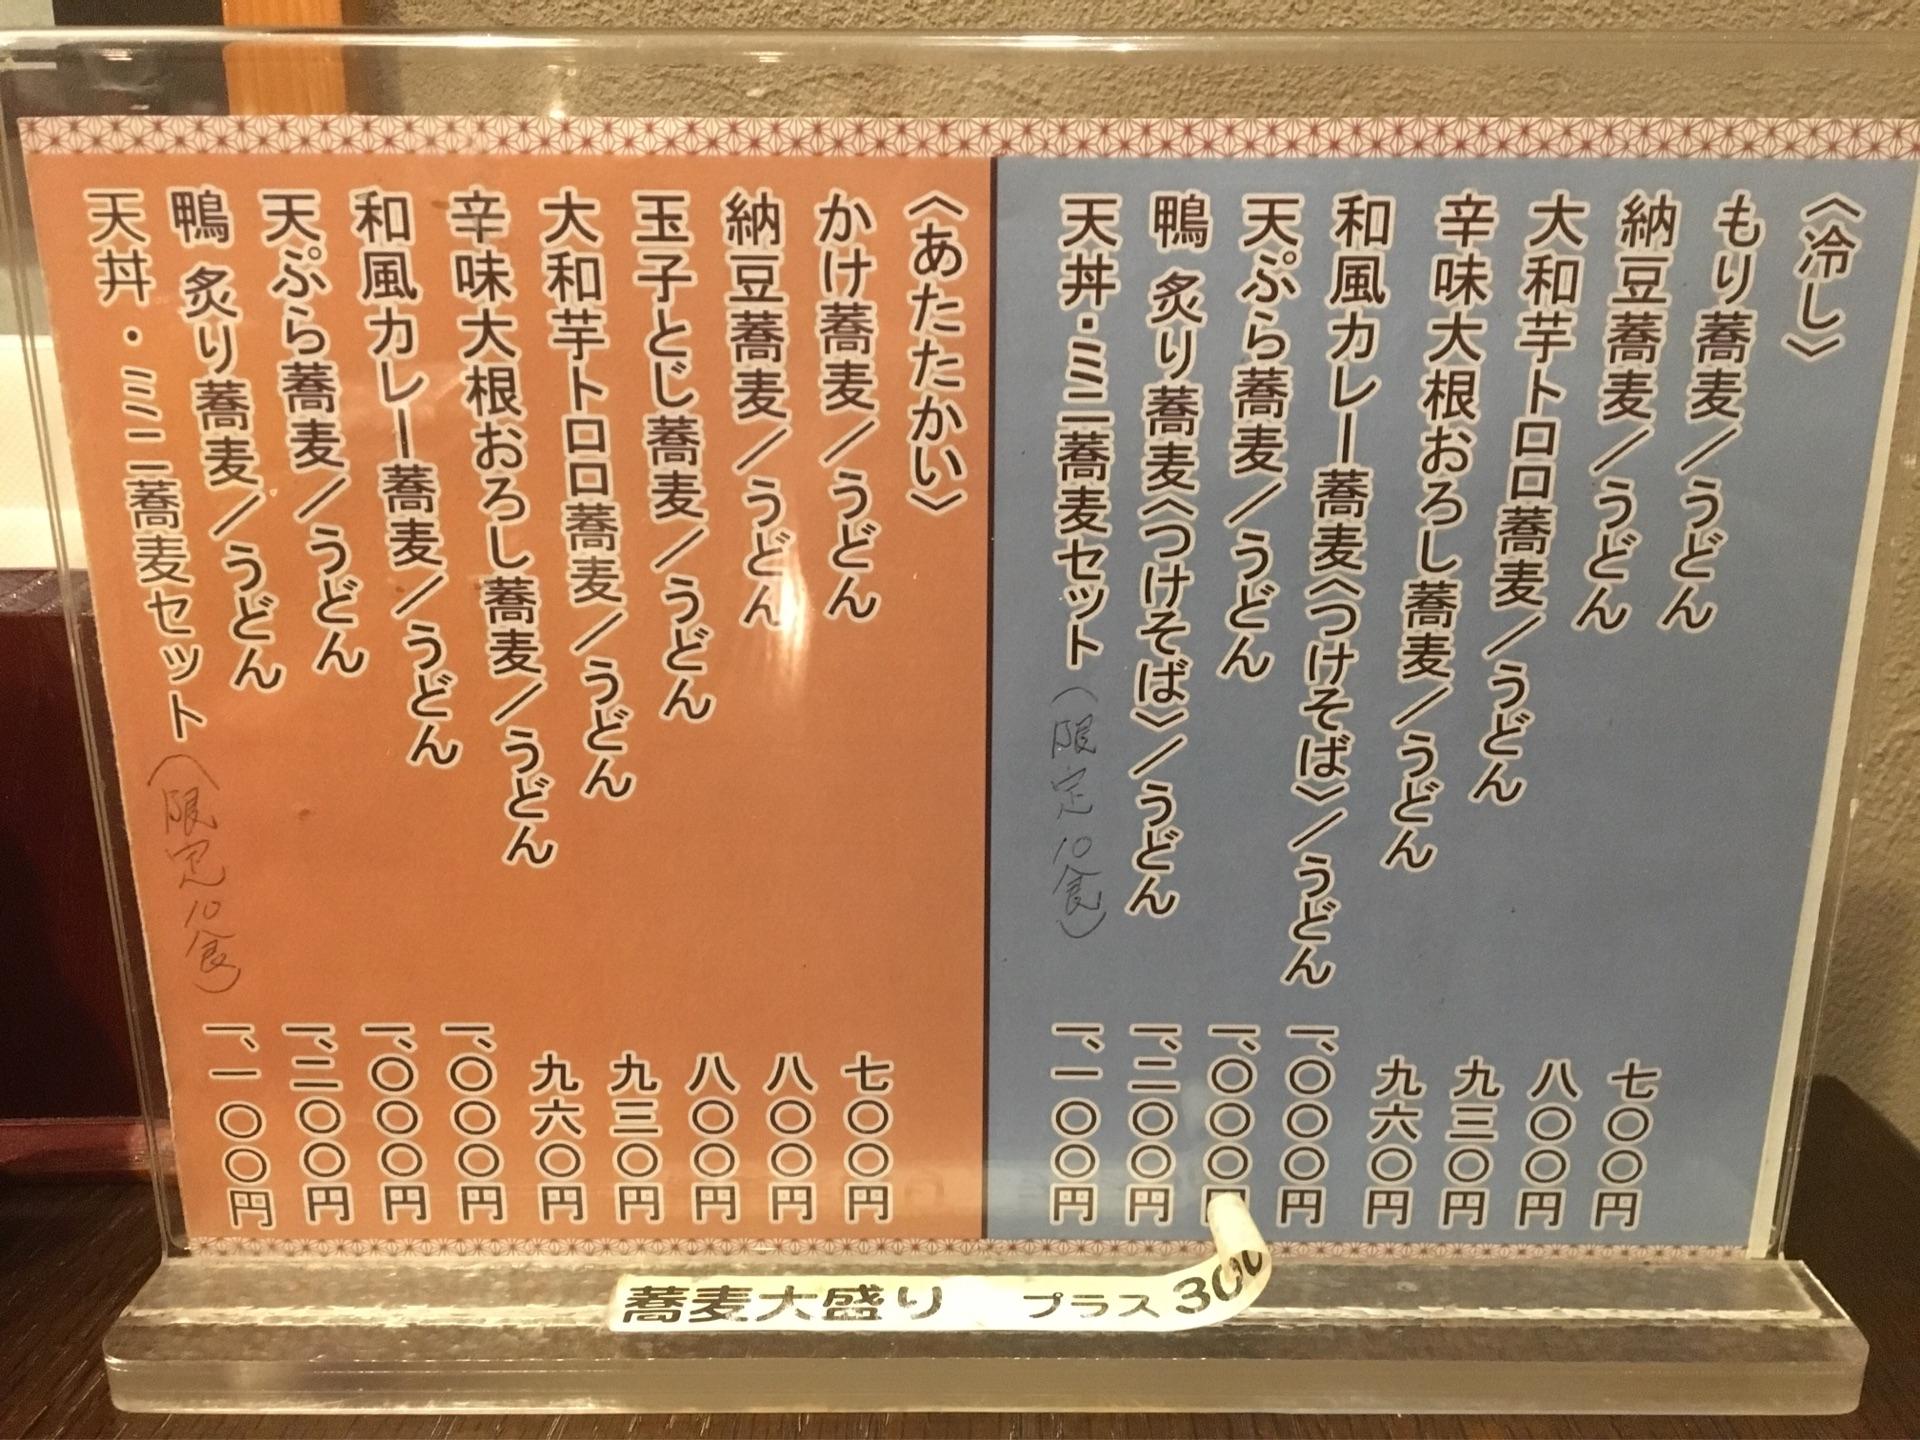 〈冷し〉
もり蕎麦／うどん 七〇〇円
納豆蕎麦／うどん 八〇〇円
大和芋トロロ蕎麦／うどん 九三〇円
辛味大根おろし蕎麦／うどん 九六〇円
和風カレー蕎麦〈つけそば〉／うどん 一、〇〇〇円
天ぷら蕎麦／うどん 一、〇〇〇円
鴨 炙り蕎麦〈つけそば〉／うどん 一、二〇〇円
天丼・ミニ蕎麦セット（限定10食） 一、一〇〇円
〈あたたかい〉
かけ蕎麦／うどん 七〇〇円
納豆蕎麦／うどん 八〇〇円
玉子とじ蕎麦／うどん 八〇〇円
大和芋トロロ蕎麦／うどん 九三〇円
辛味大根おろし蕎麦／うどん 九六〇円
和風カレー蕎麦／うどん 一、〇〇〇円
天ぷら蕎麦／うどん 一、〇〇〇円
鴨 炙り蕎麦／うどん 一、二〇〇円
天丼・ミニ蕎麦セット（限定10食） 一、一〇〇円
蕎麦大盛り プラス300